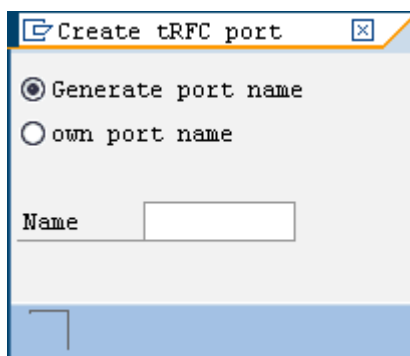 Create tRFC port
Generate port name
own port name
Name